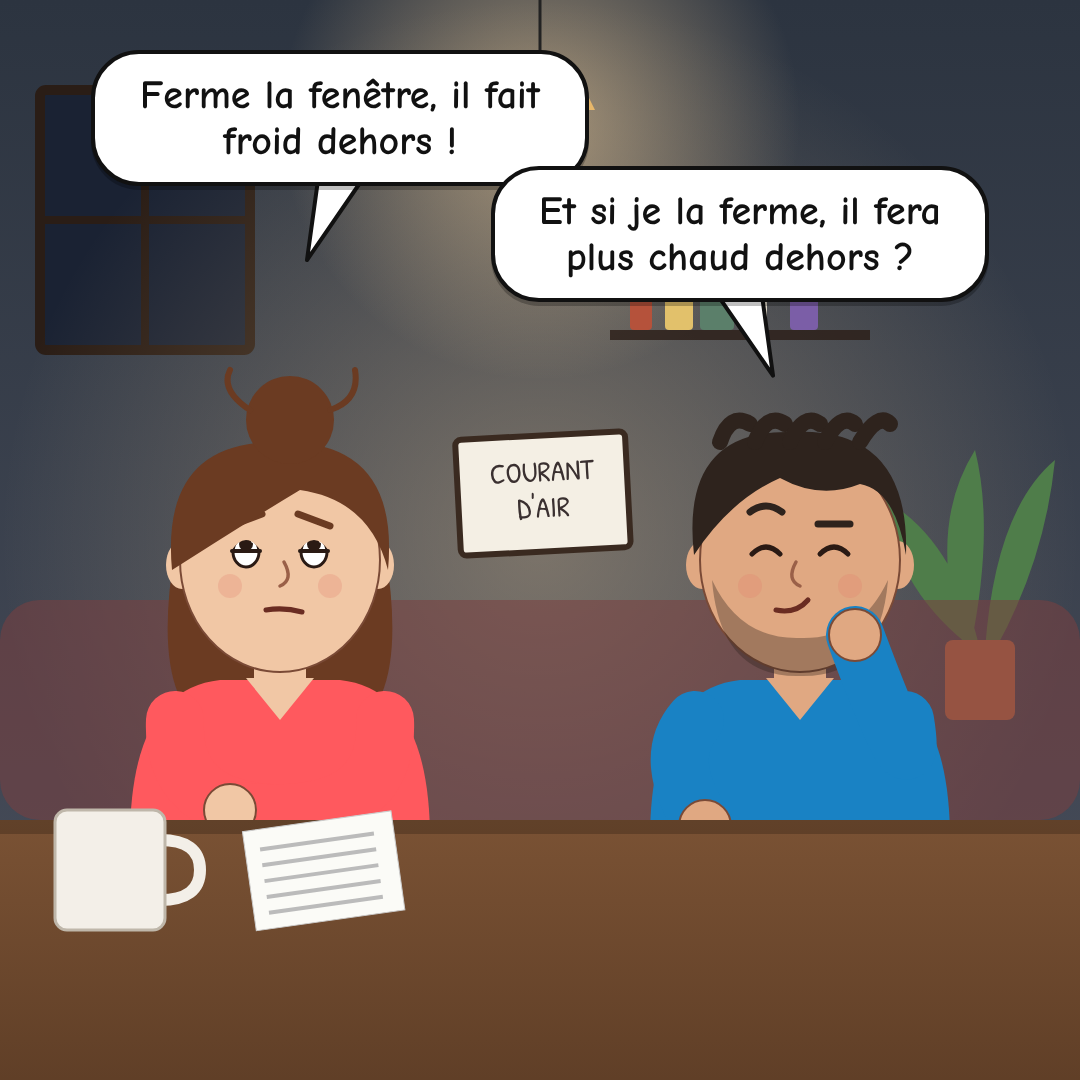 Ferme la fenêtre, il fait
froid dehors !
Et si je la ferme, il fera
plus chaud dehors ?
COURANT
D'AIR